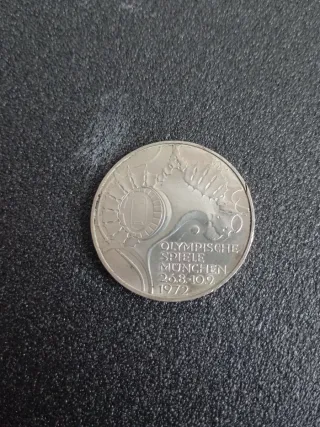 OLYMPISCHE
SPIELE
MÜNCHEN
26.8.-10.9.
1972